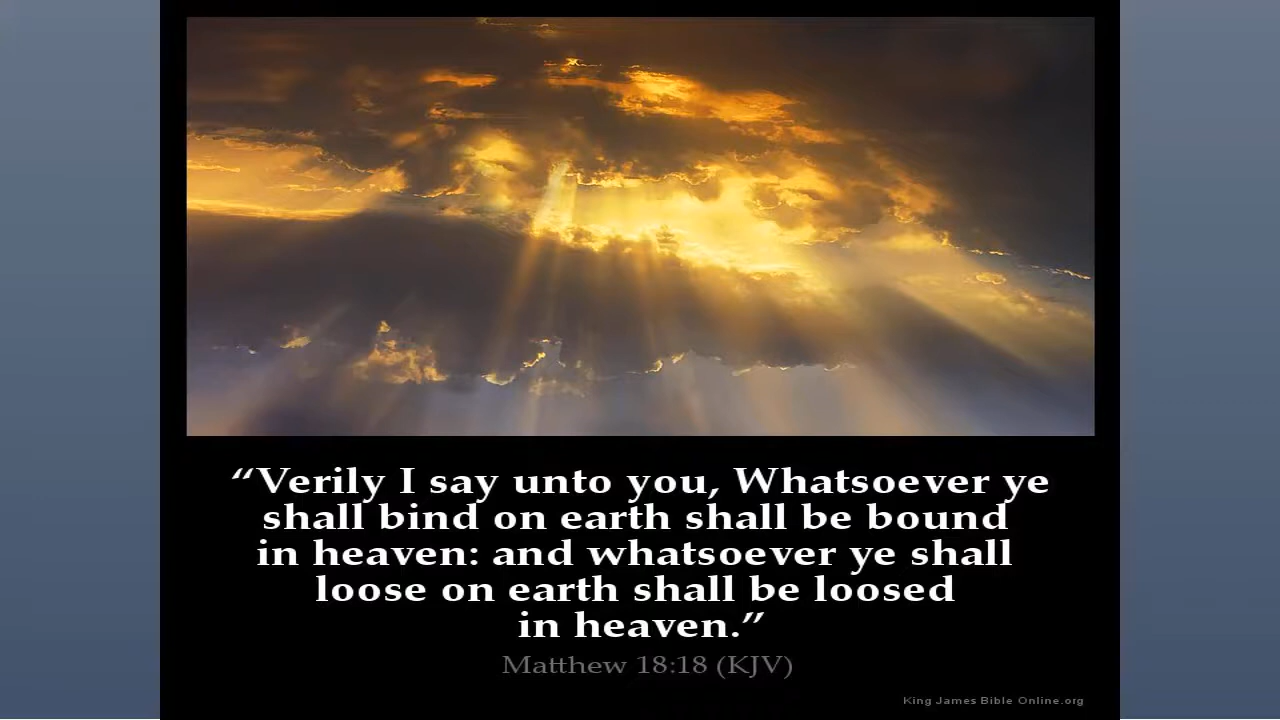 “Verily I say unto you, Whatsoever ye
shall bind on earth shall be bound
in heaven: and whatsoever ye shall
loose on earth shall be loosed
in heaven.”
Matthew 18:18 (KJV)
King James Bible Online.org